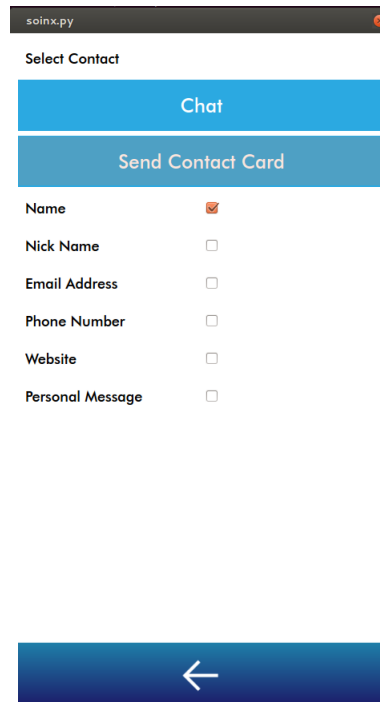 soinx.py
Select Contact
Chat
Send Contact Card
Name
Nick Name
Email Address
Phone Number
Website
Personal Message